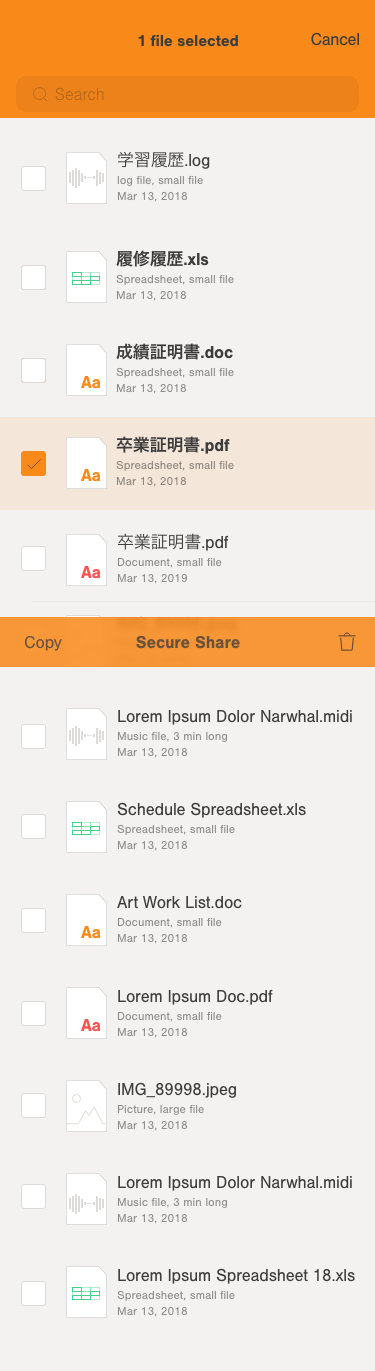 1 file selected
Cancel
Search
学習履歴.log
log file, small file
Mar 13, 2018
履修履歴.xls
Spreadsheet, small file
Mar 13, 2018
成績証明書.doc
Spreadsheet, small file
Mar 13, 2018
Aa
卒業証明書.pdf
Spreadsheet, small file
Mar 13, 2018
Aa
卒業証明書.pdf
Document, small file
Mar 13, 2019
Aa
Copy
Secure Share
Lorem Ipsum Dolor Narwhal.midi
Music file, 3 min long
Mar 13, 2018
Schedule Spreadsheet.xls
Spreadsheet, small file
Mar 13, 2018
Art Work List.doc
Document, small file
Mar 13, 2018
Aa
Lorem Ipsum Doc.pdf
Document, small file
Mar 13, 2018
Aa
IMG_89998.jpeg
Picture, large file
Mar 13, 2018
Lorem Ipsum Dolor Narwhal.midi
Music file, 3 min long
Mar 13, 2018
Lorem Ipsum Spreadsheet 18.xls
Spreadsheet, small file
Mar 13, 2018